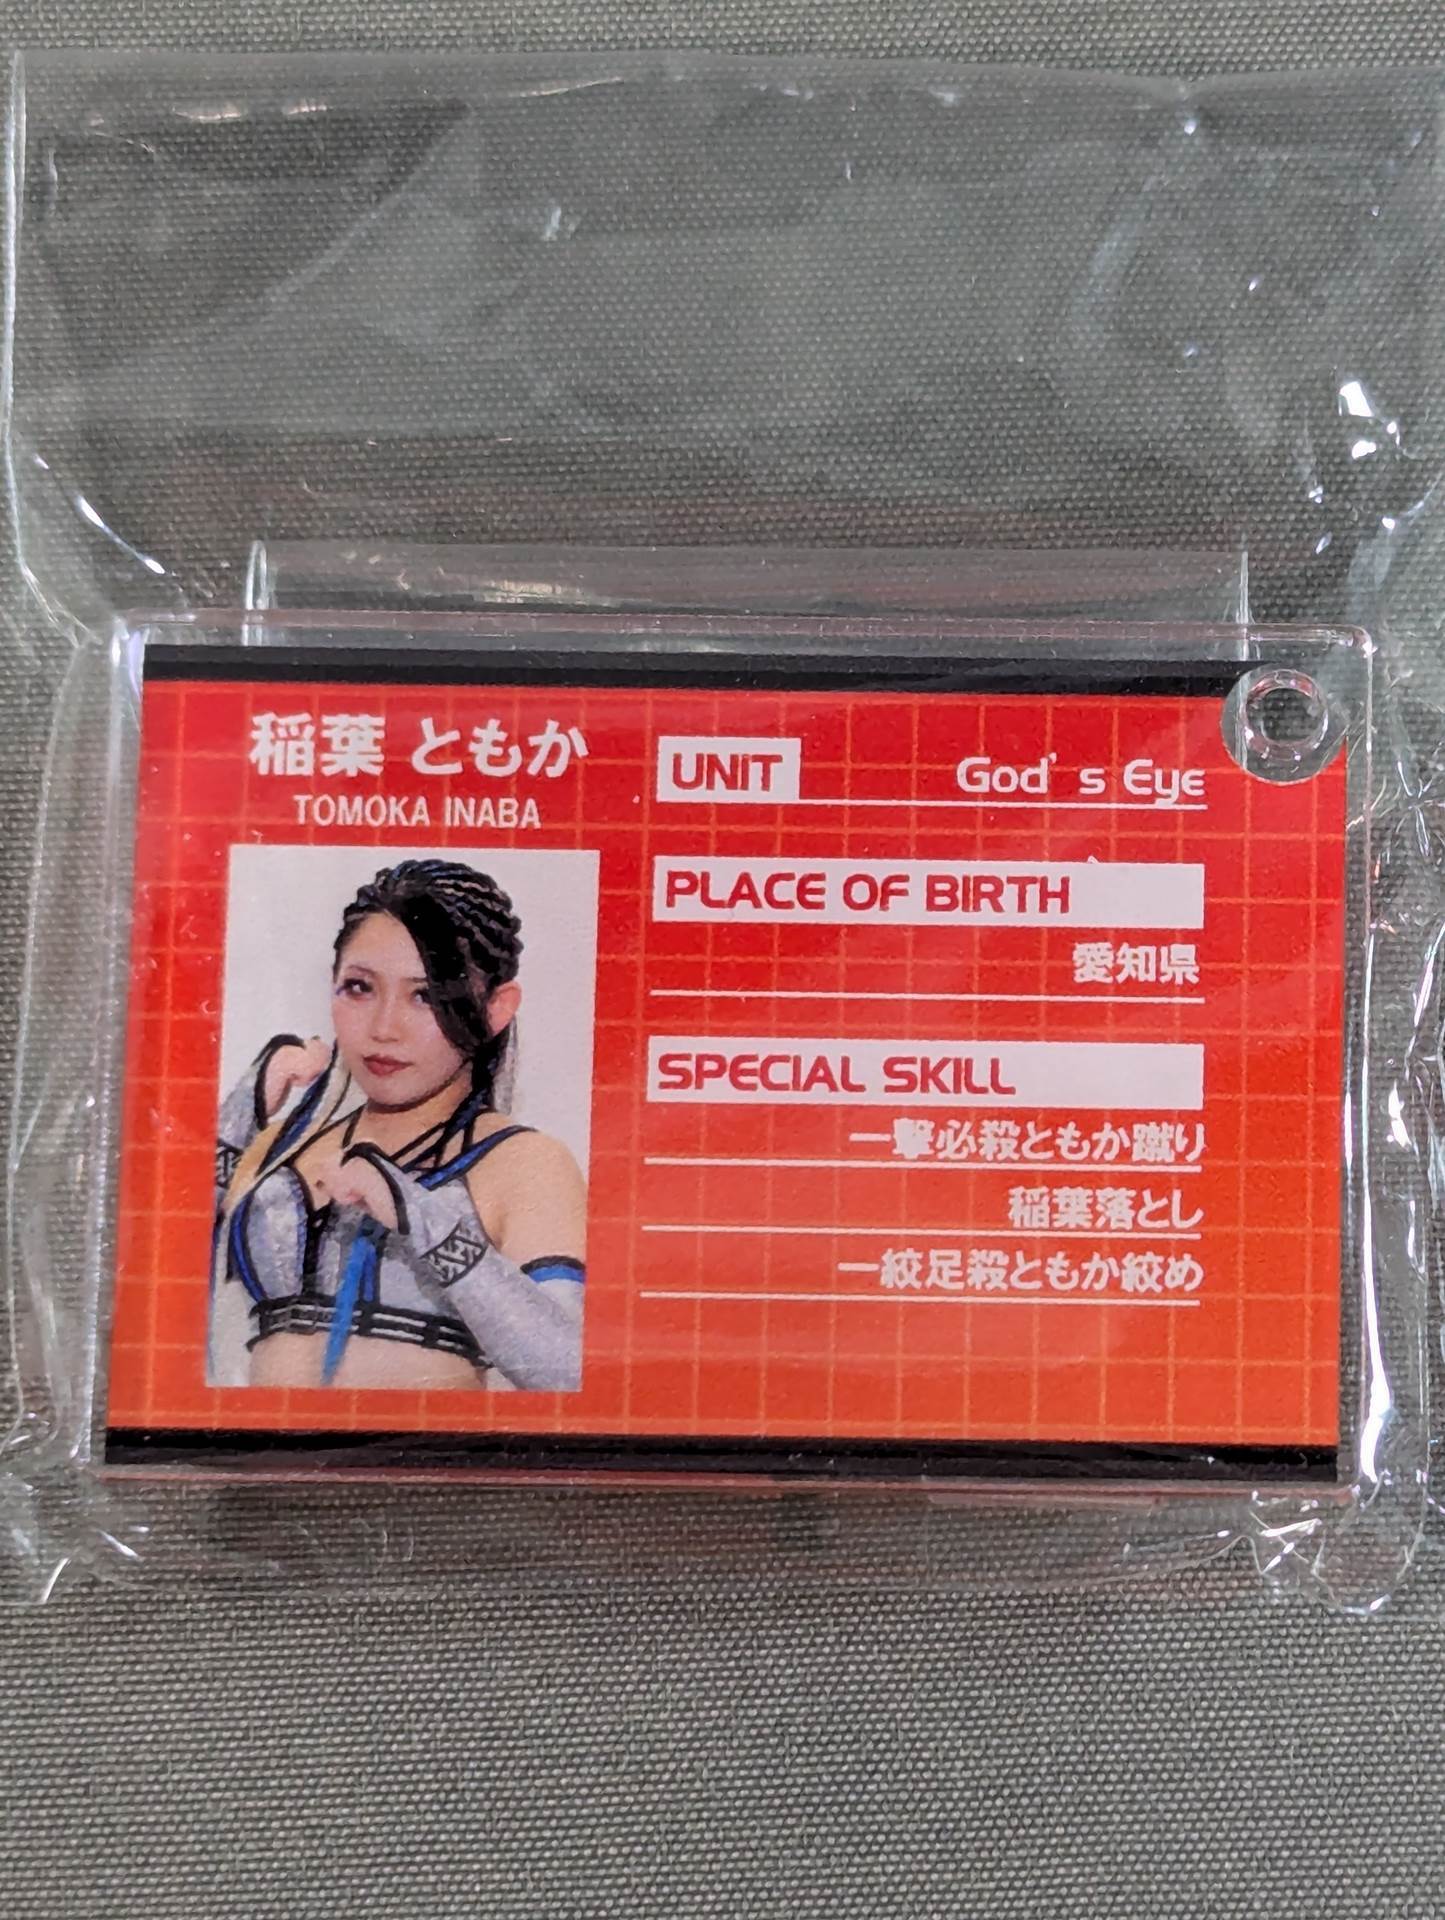 稲葉 ともか
TOMOKA INABA
UNIT
God's Eye
PLACE OF BIRTH
愛知県
SPECIAL SKILL
一撃必殺ともか蹴り
稲葉落とし
一絞足殺ともか絞め